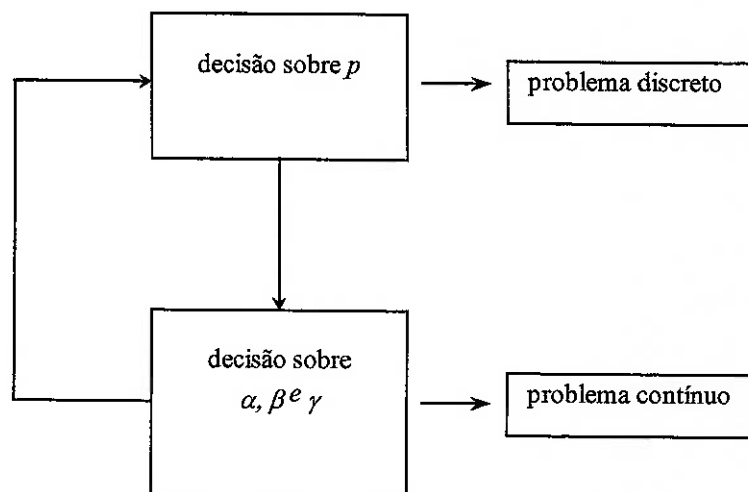 decisão sobre p
problema discreto
decisão sobre
α, β e γ
problema contínuo